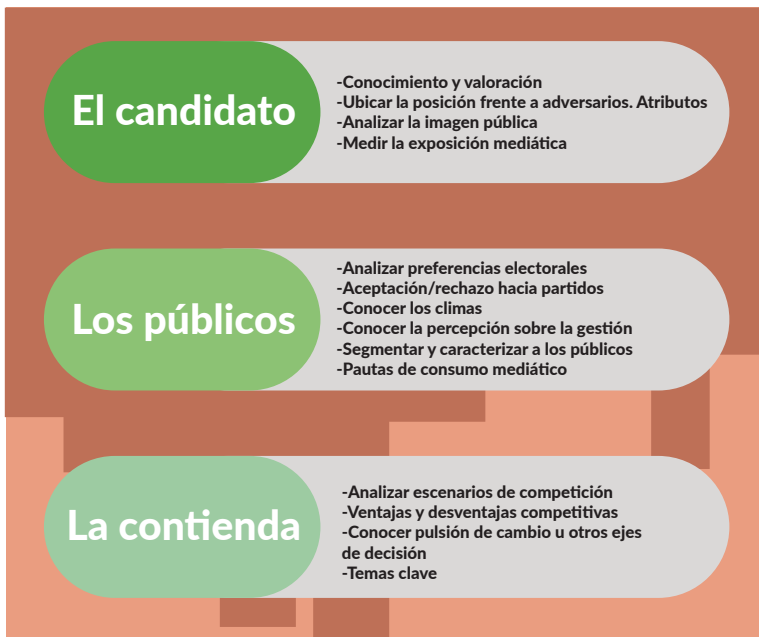 El candidato
-Conocimiento y valoración
-Ubicar la posición frente a adversarios. Atributos
-Analizar la imagen pública
-Medir la exposición mediática
Los públicos
-Analizar preferencias electorales
-Aceptación/rechazo hacia partidos
-Conocer los climas
-Conocer la percepción sobre la gestión
-Segmentar y caracterizar a los públicos
-Pautas de consumo mediático
La contienda
-Analizar escenarios de competición
-Ventajas y desventajas competitivas
-Conocer pulsión de cambio u otros ejes
de decisión
-Temas clave